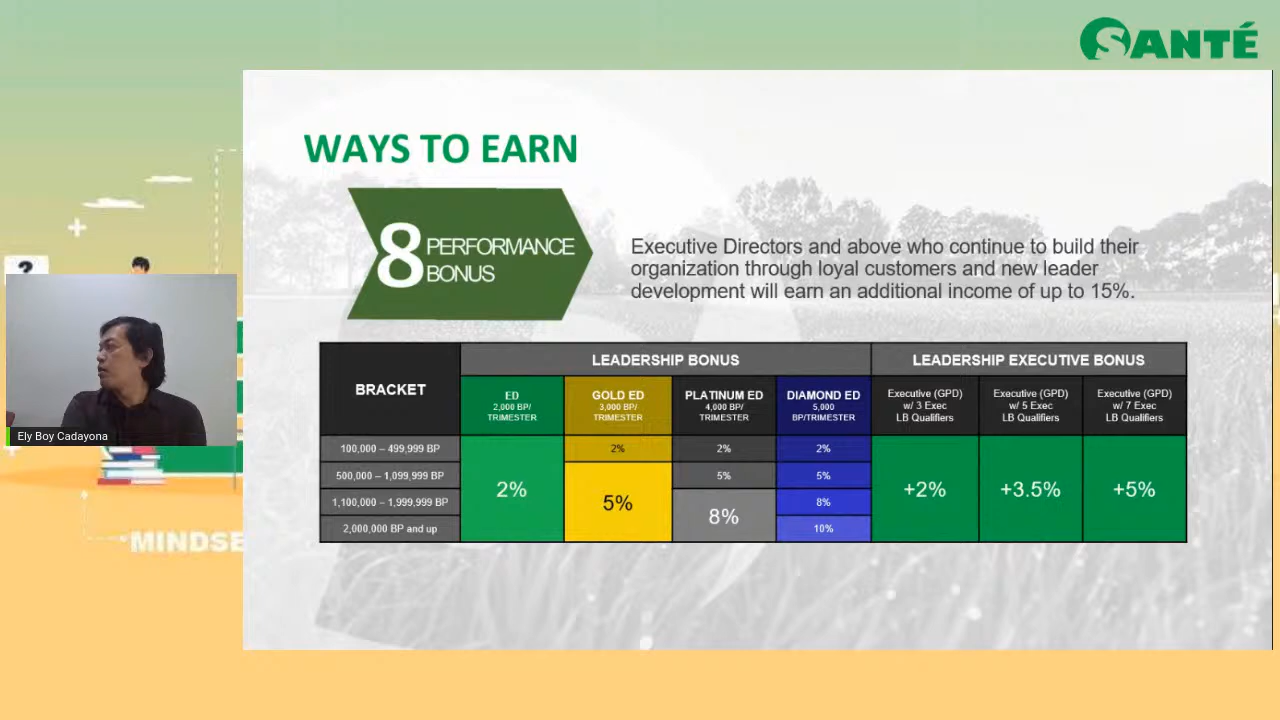 SANTÉ
WAYS TO EARN
8 PERFORMANCE
BONUS
Executive Directors and above who continue to build their
organization through loyal customers and new leader
development will earn an additional income of up to 15%.
?
Ely Boy Cadayona
MINDSE
BRACKET
LEADERSHIP BONUS
LEADERSHIP EXECUTIVE BONUS
ED
2,000 BP/
TRIMESTER
GOLD ED
3,000 BP/
TRIMESTER
PLATINUM ED
4,000 BP/
TRIMESTER
DIAMOND ED
5,000
BP/TRIMESTER
Executive (GPD)
w/ 3 Exec
LB Qualifiers
Executive (GPD)
w/ 5 Exec
LB Qualifiers
Executive (GPD)
w/ 7 Exec
LB Qualifiers
100,000 – 499,999 BP
2%
2%
2%
500,000 – 1,099,999 BP
5%
5%
2%
5%
+2%
+3.5%
+5%
1,100,000 – 1,999,999 BP
8%
8%
2,000,000 BP and up
10%